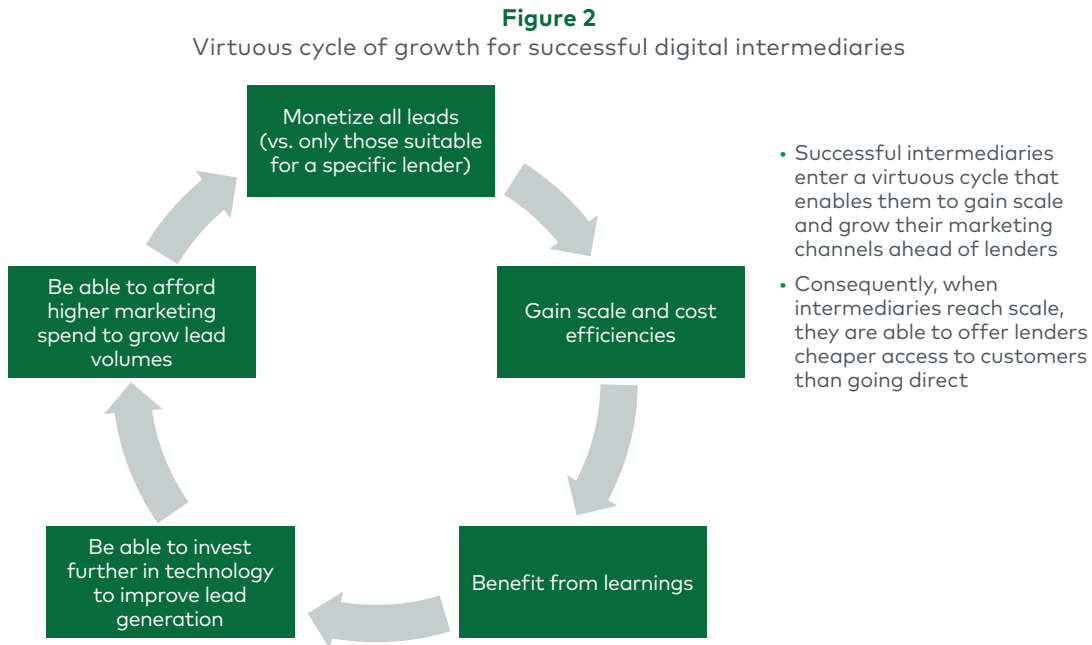 Figure 2
Virtuous cycle of growth for successful digital intermediaries
Monetize all leads
(vs. only those suitable
for a specific lender)
Gain scale and cost
efficiencies
Benefit from learnings
Be able to invest
further in technology
to improve lead
generation
Be able to afford
higher marketing
spend to grow lead
volumes
• Successful intermediaries
enter a virtuous cycle that
enables them to gain scale
and grow their marketing
channels ahead of lenders
• Consequently, when
intermediaries reach scale,
they are able to offer lenders
cheaper access to customers
than going direct